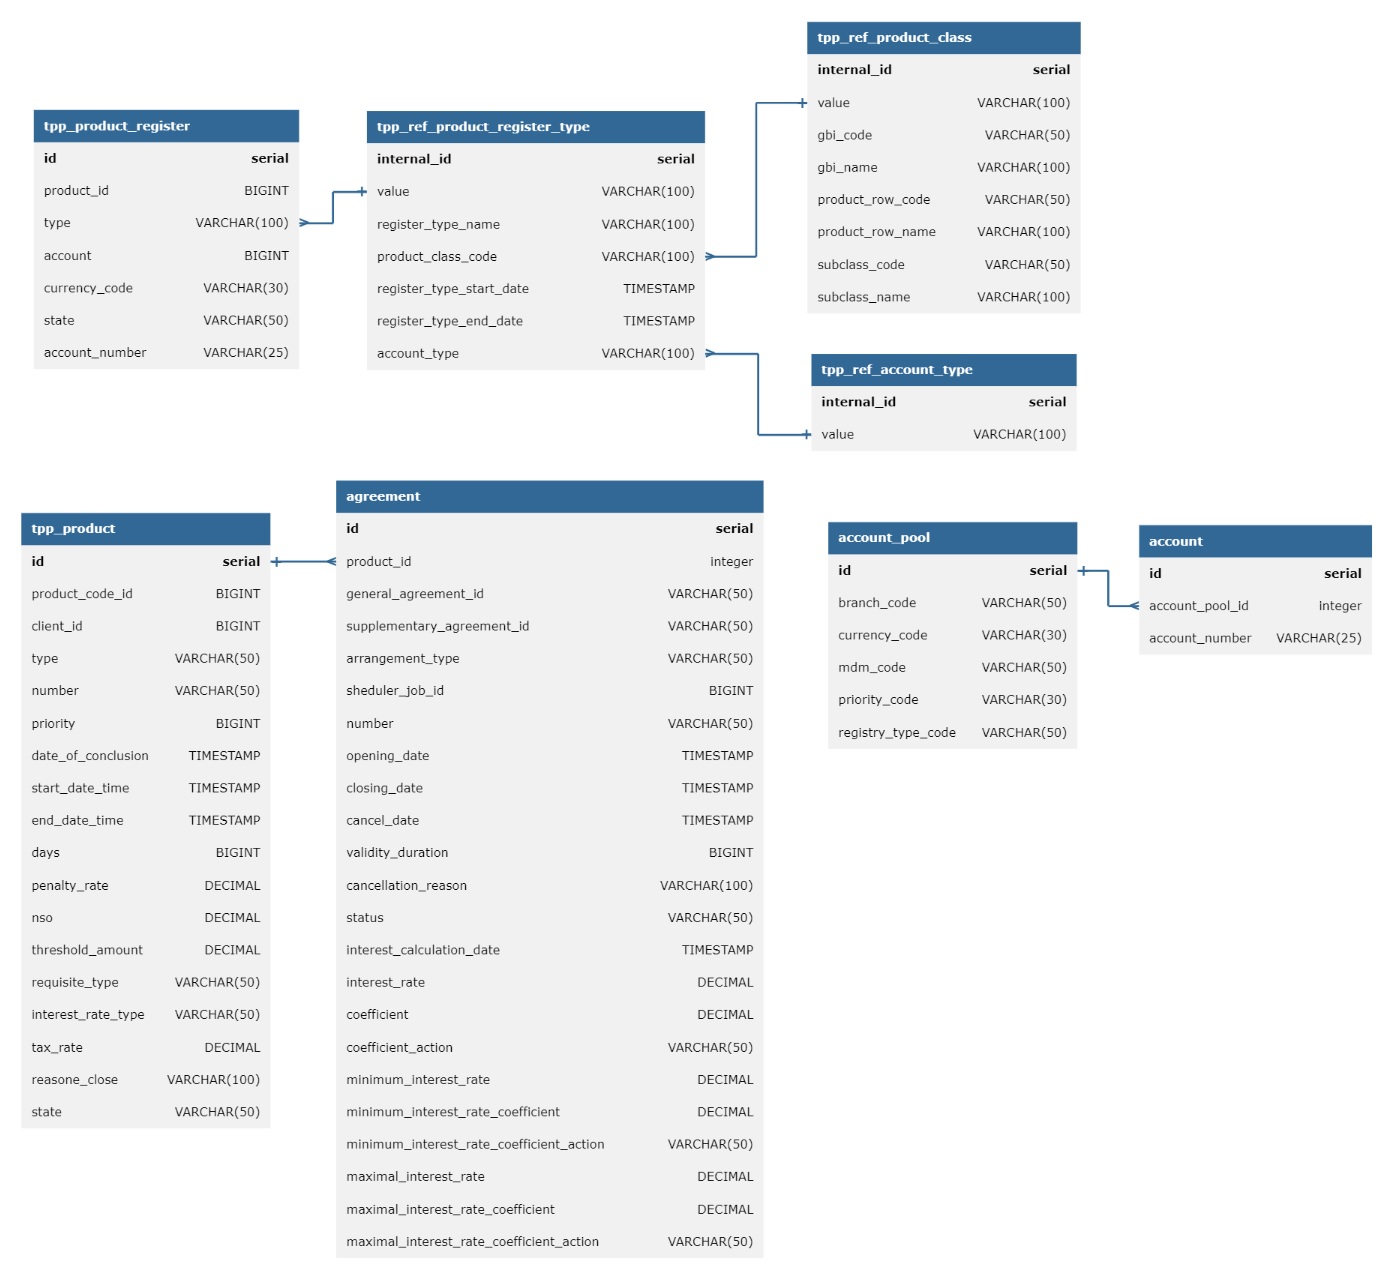 tpp_ref_product_class
internal_id serial
value VARCHAR(100)
gbi_code VARCHAR(50)
gbi_name VARCHAR(100)
product_row_code VARCHAR(50)
product_row_name VARCHAR(100)
subclass_code VARCHAR(50)
subclass_name VARCHAR(100)
tpp_product_register
id serial
product_id BIGINT
type VARCHAR(100)
account BIGINT
currency_code VARCHAR(30)
state VARCHAR(50)
account_number VARCHAR(25)
tpp_ref_product_register_type
internal_id serial
value VARCHAR(100)
register_type_name VARCHAR(100)
product_class_code VARCHAR(100)
register_type_start_date TIMESTAMP
register_type_end_date TIMESTAMP
account_type VARCHAR(100)
tpp_ref_account_type
internal_id serial
value VARCHAR(100)
tpp_product
id serial
product_code_id BIGINT
client_id BIGINT
type VARCHAR(50)
number VARCHAR(50)
priority BIGINT
date_of_conclusion TIMESTAMP
start_date_time TIMESTAMP
end_date_time TIMESTAMP
days BIGINT
penalty_rate DECIMAL
nso DECIMAL
threshold_amount DECIMAL
requisite_type VARCHAR(50)
interest_rate_type VARCHAR(50)
tax_rate DECIMAL
reasone_close VARCHAR(100)
state VARCHAR(50)
agreement
id serial
product_id integer
general_agreement_id VARCHAR(50)
supplementary_agreement_id VARCHAR(50)
arrangement_type VARCHAR(50)
sheduler_job_id BIGINT
number VARCHAR(50)
opening_date TIMESTAMP
closing_date TIMESTAMP
cancel_date TIMESTAMP
validity_duration BIGINT
cancellation_reason VARCHAR(100)
status VARCHAR(50)
interest_calculation_date TIMESTAMP
interest_rate DECIMAL
coefficient DECIMAL
coefficient_action VARCHAR(50)
minimum_interest_rate DECIMAL
minimum_interest_rate_coefficient DECIMAL
minimum_interest_rate_coefficient_action VARCHAR(50)
maximal_interest_rate DECIMAL
maximal_interest_rate_coefficient DECIMAL
maximal_interest_rate_coefficient_action VARCHAR(50)
account_pool
id serial
branch_code VARCHAR(50)
currency_code VARCHAR(30)
mdm_code VARCHAR(50)
priority_code VARCHAR(30)
registry_type_code VARCHAR(50)
account
id serial
account_pool_id integer
account_number VARCHAR(25)